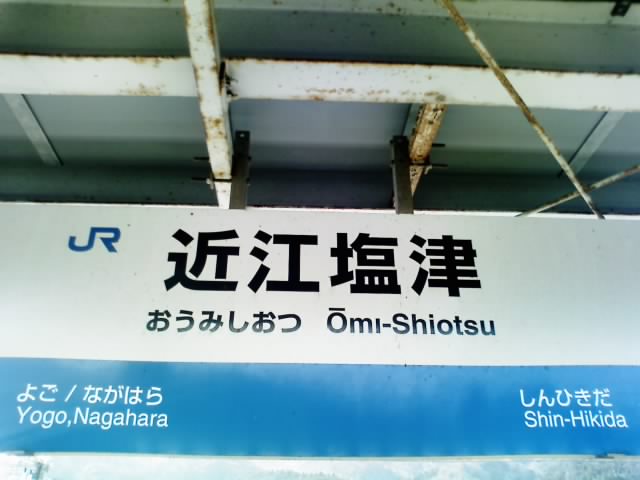 JR 近江塩津
おうみしおつ Ōmi-Shiotsu
よご / ながはら しんひきだ
Yogo,Nagahara Shin-Hikida